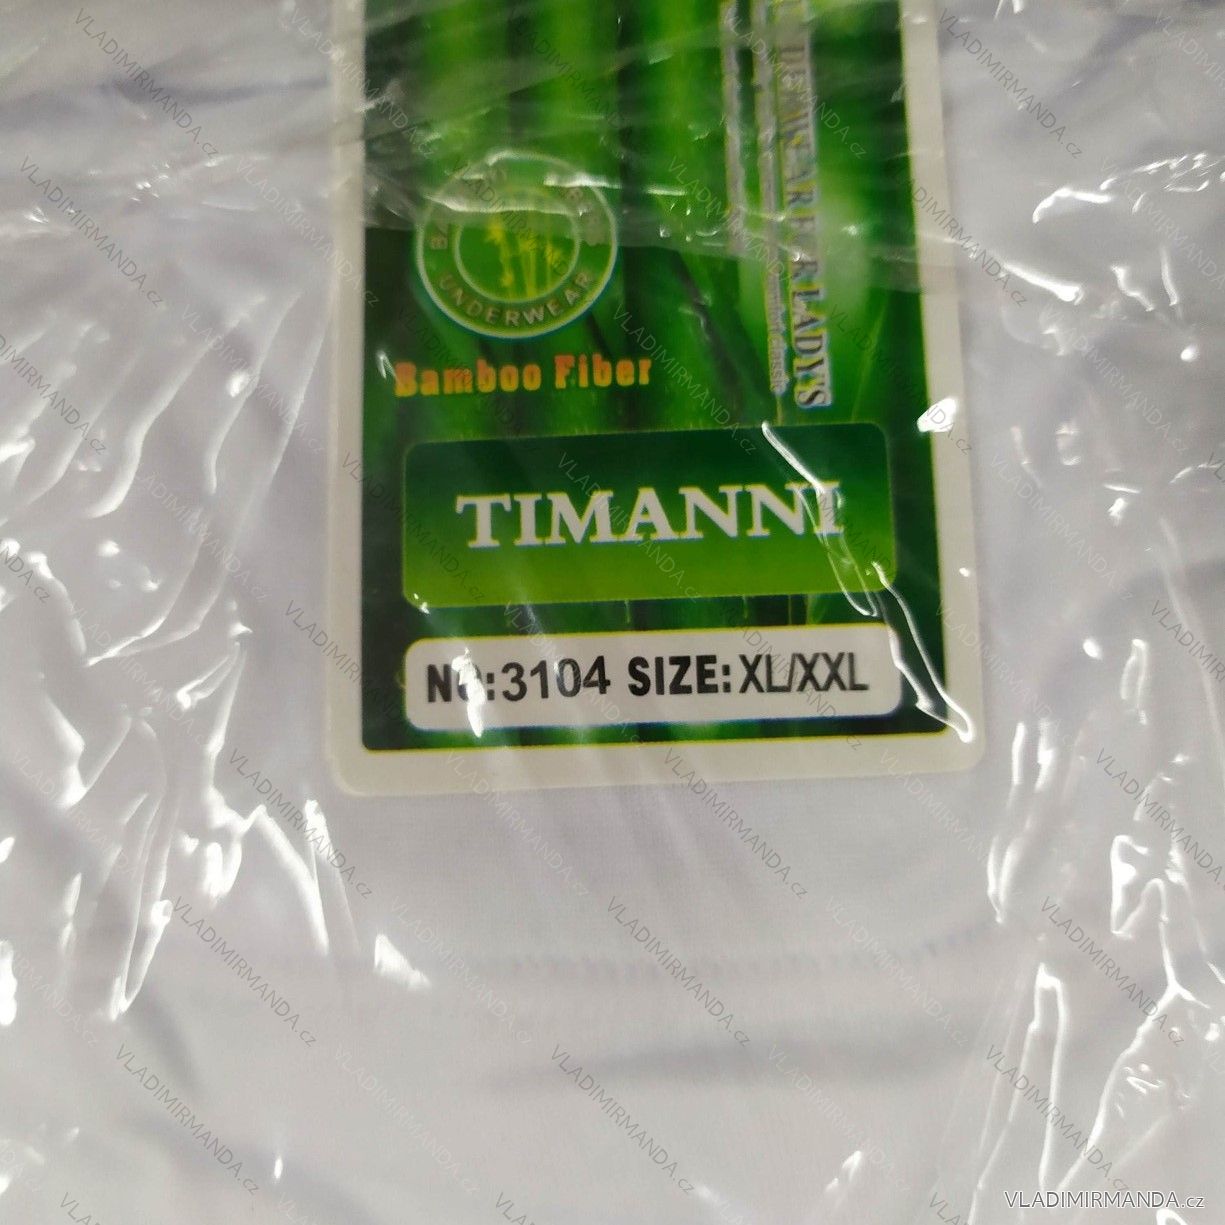 UNDERWEAR
Bamboo Fiber
TIMANNI
NO:3104 SIZE:XL/XXL
VLADIMIRMANDA.cz